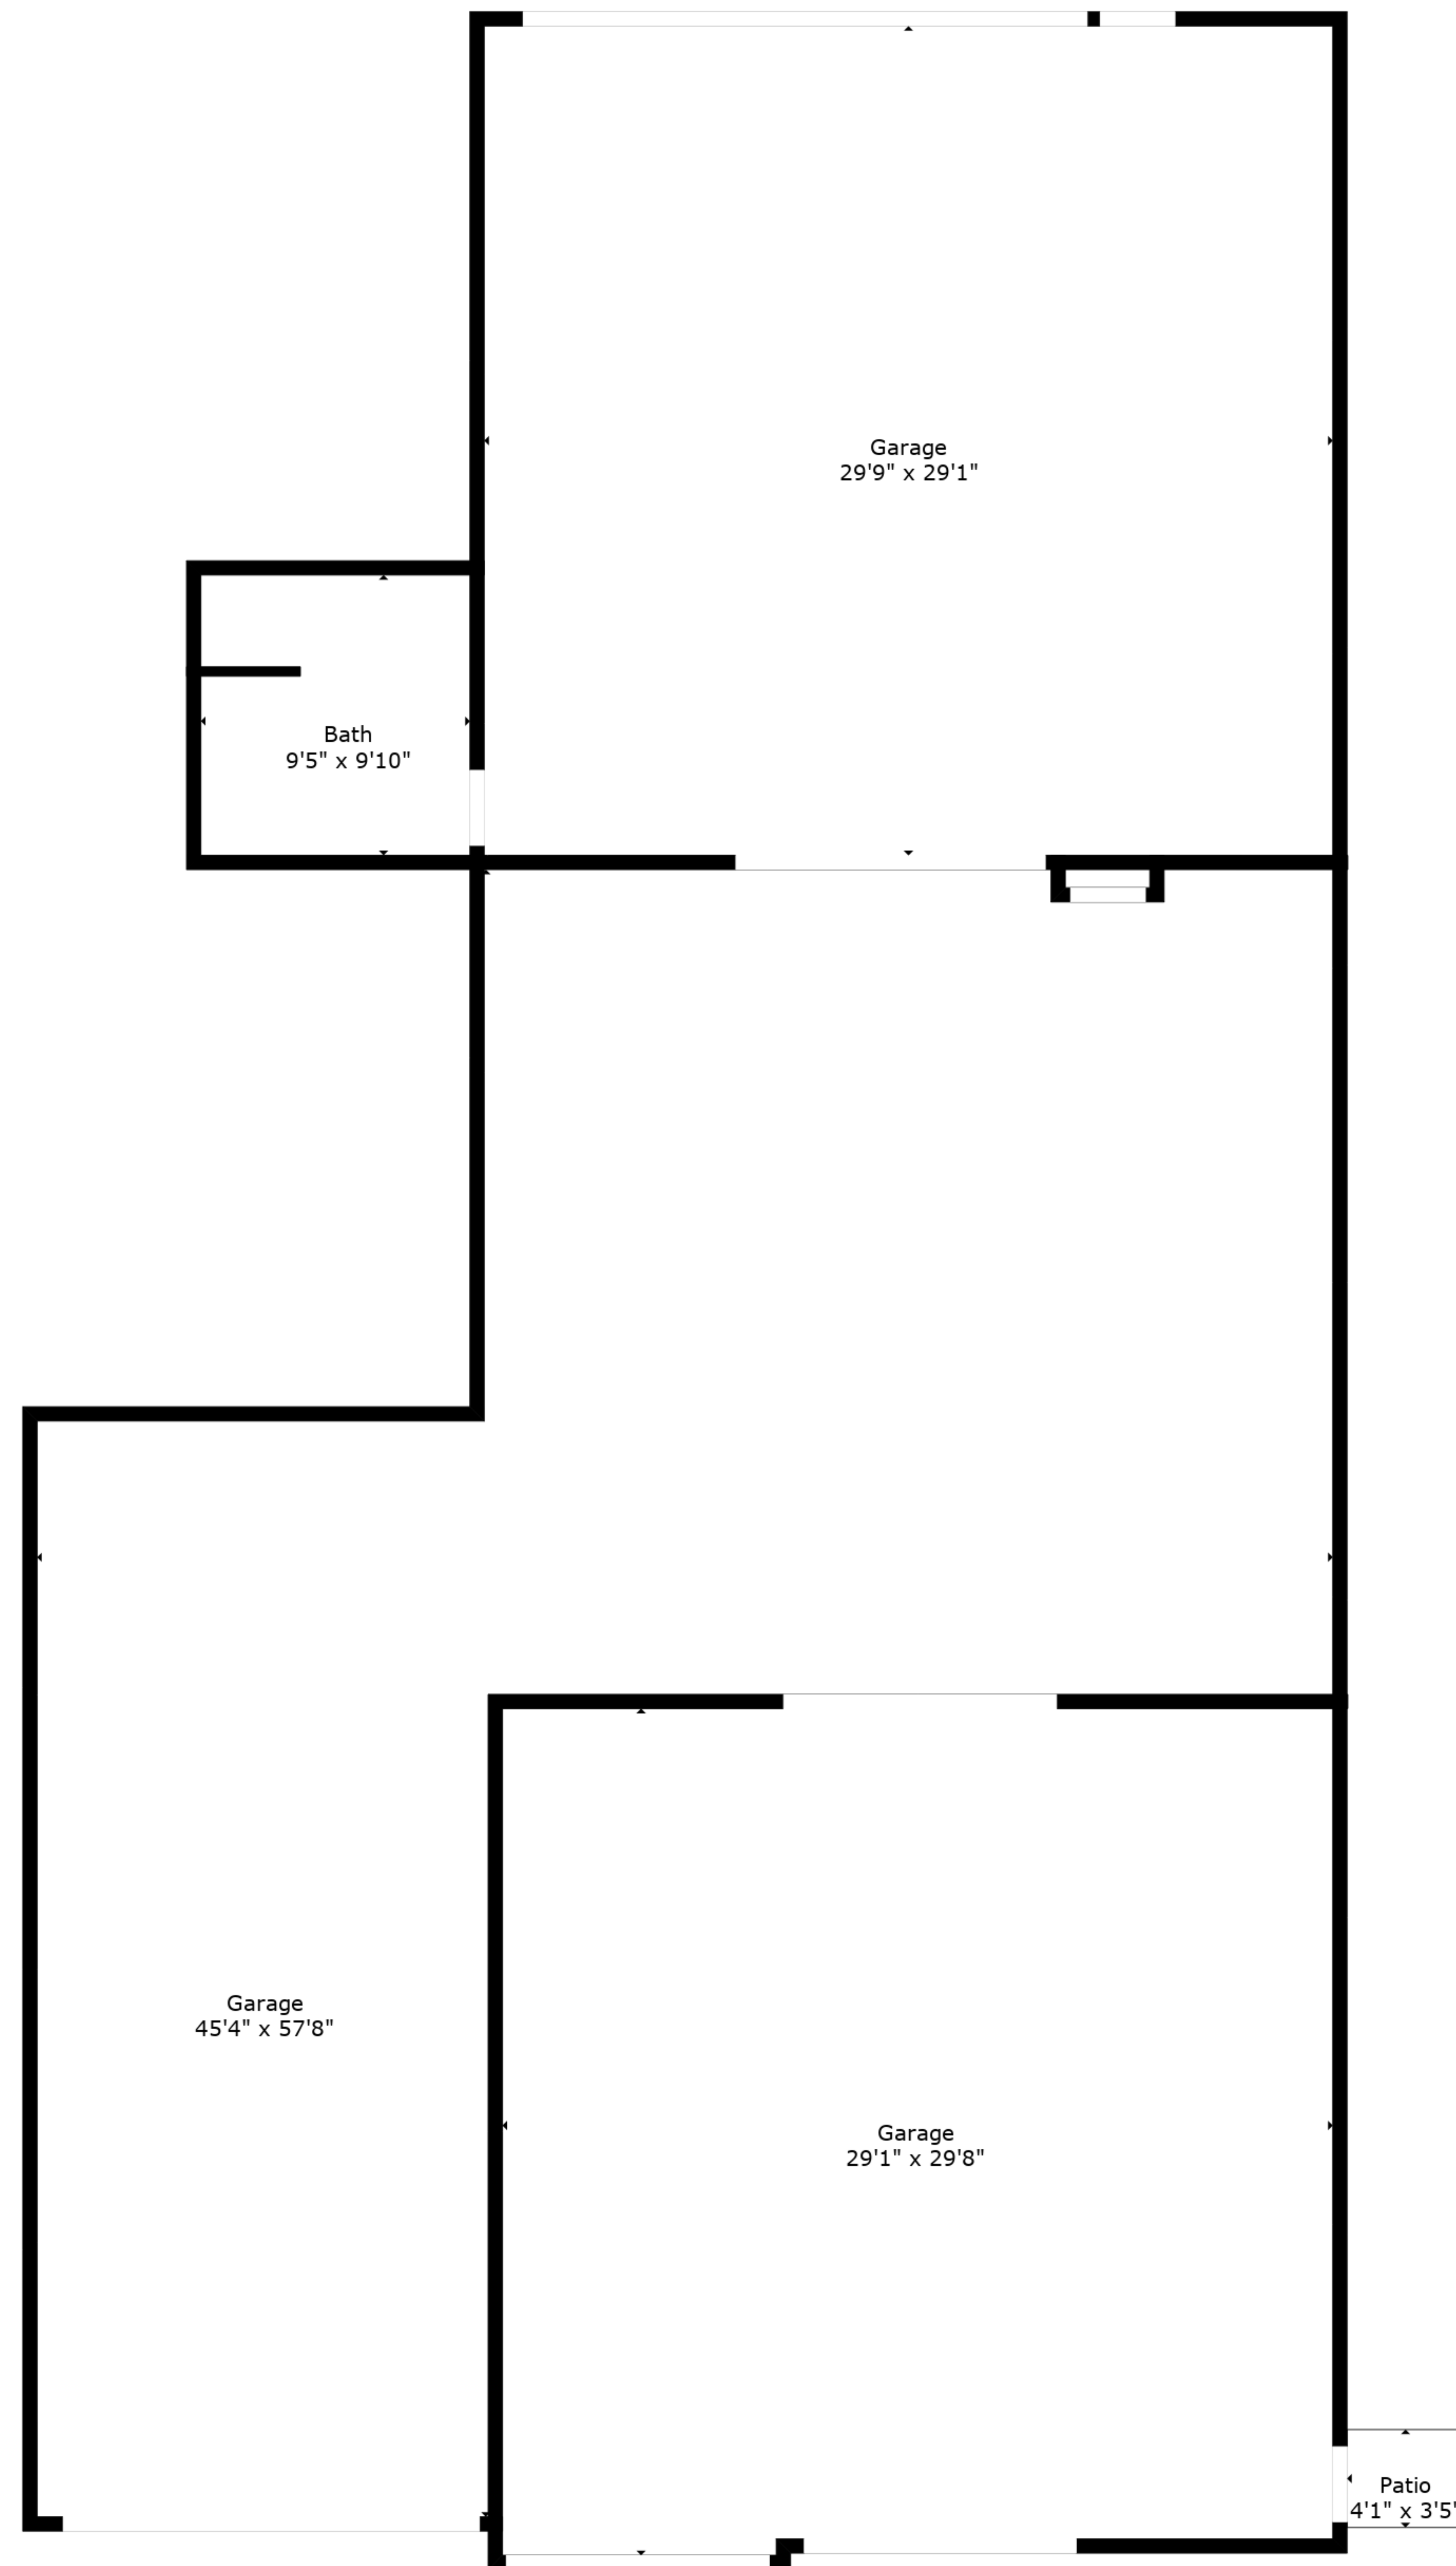 Garage
29'9" x 29'1"
Bath
9'5" x 9'10"
Garage
45'4" x 57'8"
Garage
29'1" x 29'8"
Patio
4'1" x 3'5"